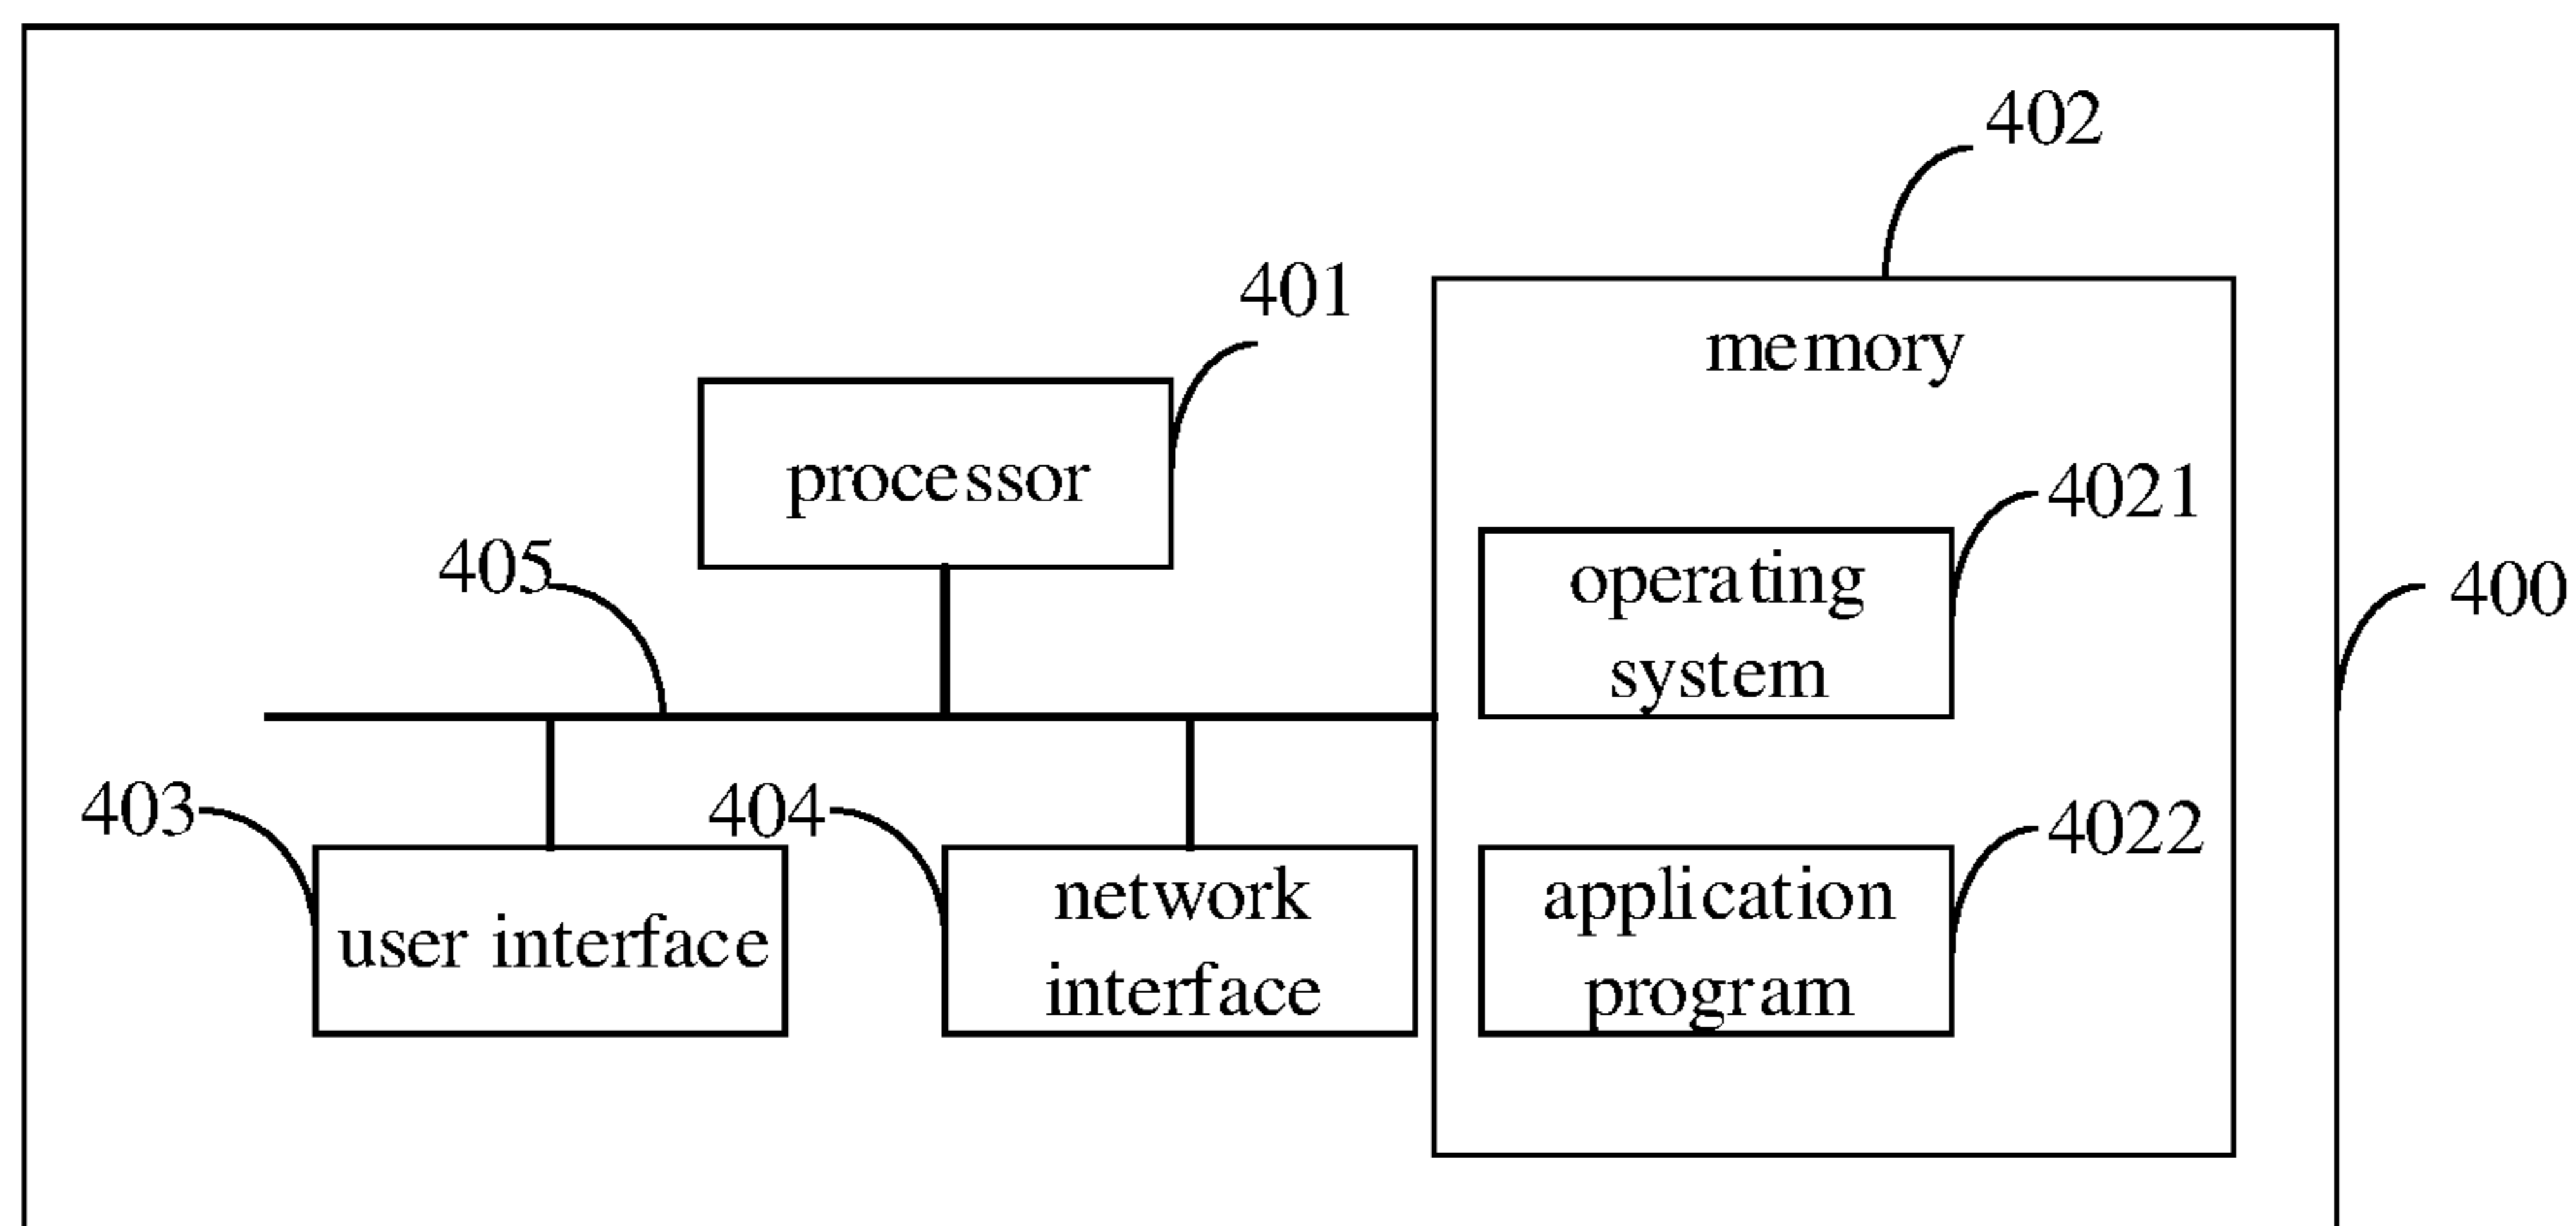 402
401
memory
processor
4021
operating
system
405
400
403
404
4022
user interface
network
interface
application
program